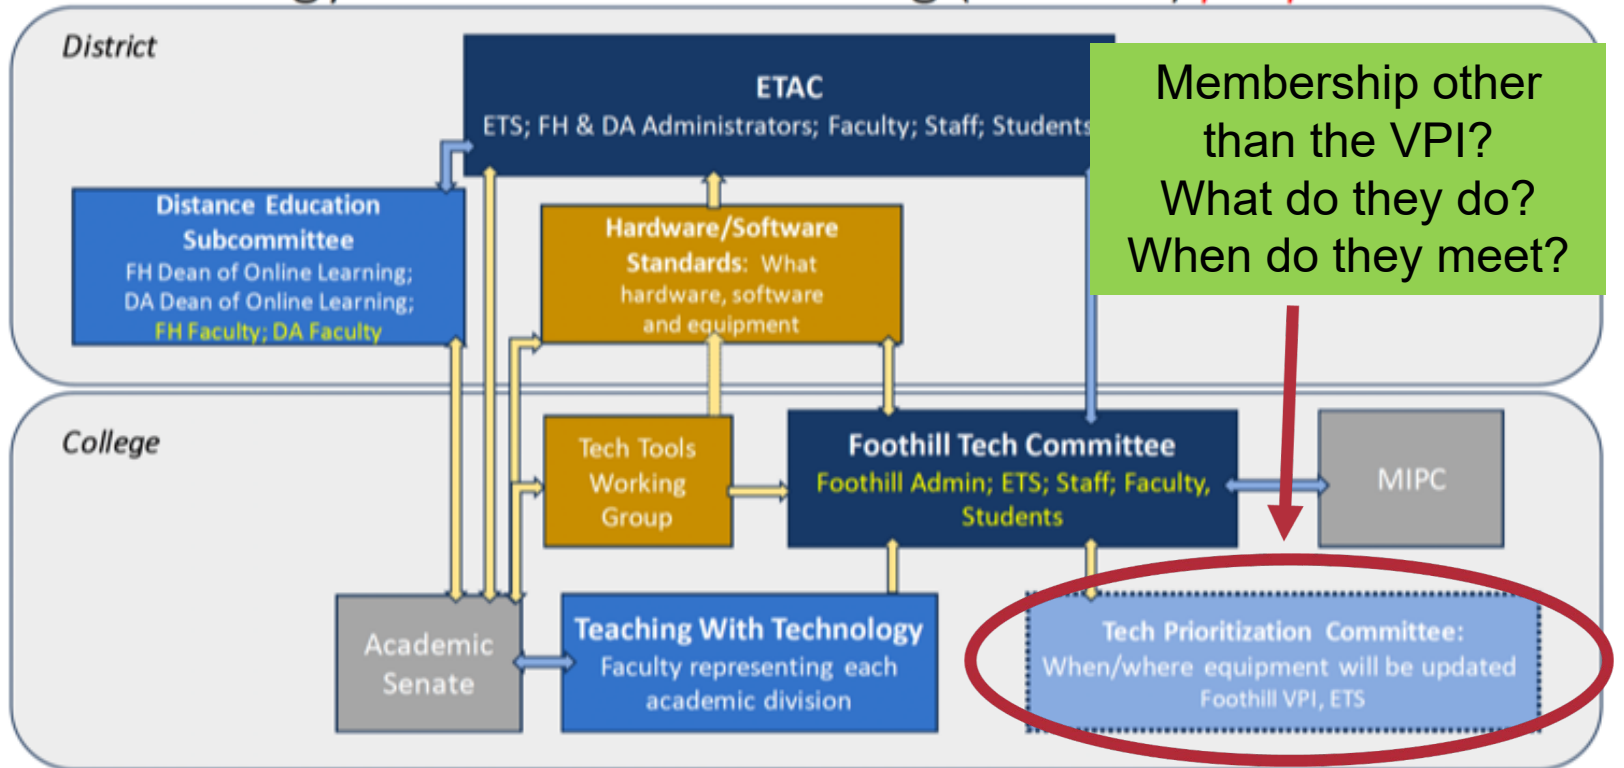 District
ETAC
ETS; FH & DA Administrators; Faculty; Staff; Students
Membership other
than the VPI?
What do they do?
When do they meet?
Distance Education
Subcommittee
FH Dean of Online Learning;
DA Dean of Online Learning;
FH Faculty; DA Faculty
Hardware/Software
Standards: What
hardware, software
and equipment
College
Tech Tools
Working
Group
Foothill Tech Committee
Foothill Admin; ETS; Staff; Faculty,
Students
MIPC
Academic
Senate
Teaching With Technology
Faculty representing each
academic division
Tech Prioritization Committee:
When/where equipment will be updated
Foothill VPI, ETS